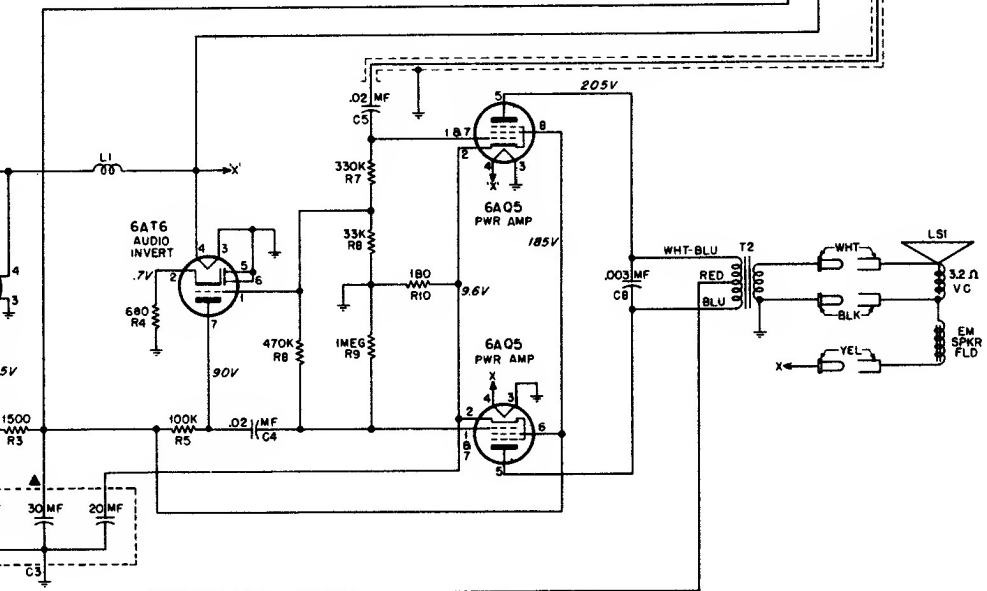 205V
.02 MF
C5
5
1 & 7
8
2
L1
"X"
330K
R7
4
3
"X"
6AQ5
PWR AMP
6AT6
AUDIO
INVERT
4
3
33K
R8
185V
WHT-BLU
T2
WHT
LS1
.7V
2
5
6
1
180
R10
9.6V
.003 MF
C8
RED
BLU
3.2 Ω
V C
4
3
680
R4
7
BLK
470K
R8
1MEG
R9
6AQ5
PWR AMP
EM
SPKR
FLD
YEL
X
90V
X
4
3
5V
1500
R3
100K
R5
.02 MF
C4
2
1
&
7
6
5
30 MF
20 MF
C3